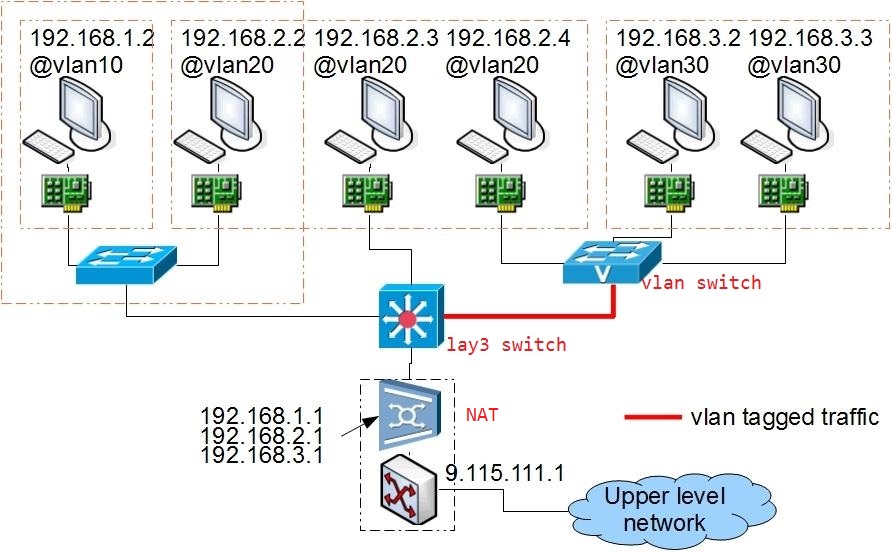 192.168.1.2
@vlan10
192.168.2.2
@vlan20
192.168.2.3
@vlan20
192.168.2.4
@vlan20
192.168.3.2
@vlan30
192.168.3.3
@vlan30
V
vlan switch
lay3 switch
192.168.1.1
192.168.2.1
192.168.3.1
NAT
vlan tagged traffic
9.115.111.1
Upper level
network